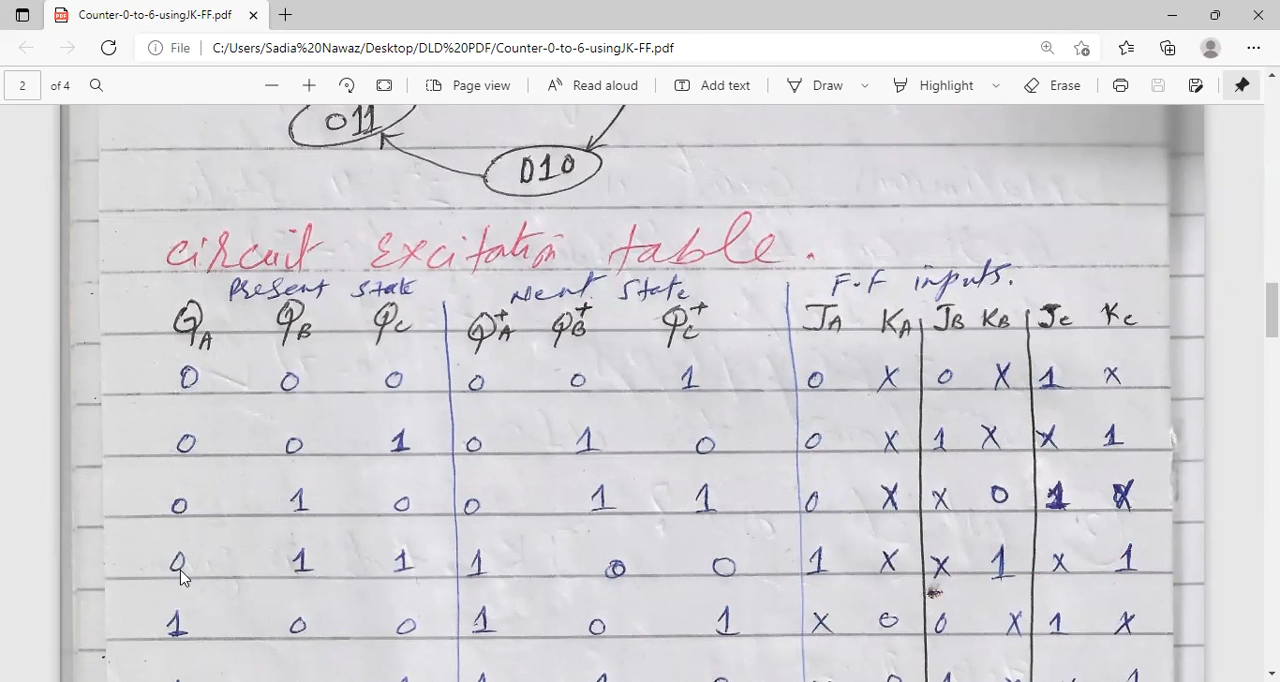 Counter-0-to-6-usingJK-FF.pdf
File C:/Users/Sadia%20Nawaz/Desktop/DLD%20PDF/Counter-0-to-6-usingJK-FF.pdf
2 of 4 Page view Read aloud Add text Draw Highlight Erase
011
010
circuit excitation table.
Present State Next State F.F inputs.
QA QB QC QA+ QB+ QC+ JA KA JB KB JC KC
0 0 0 0 0 1 0 X 0 X 1 X
0 0 1 0 1 0 0 X 1 X X 1
0 1 0 0 1 1 0 X X 0 1 X
0 1 1 1 0 0 1 X X 1 X 1
1 0 0 1 0 1 X 0 0 X 1 X